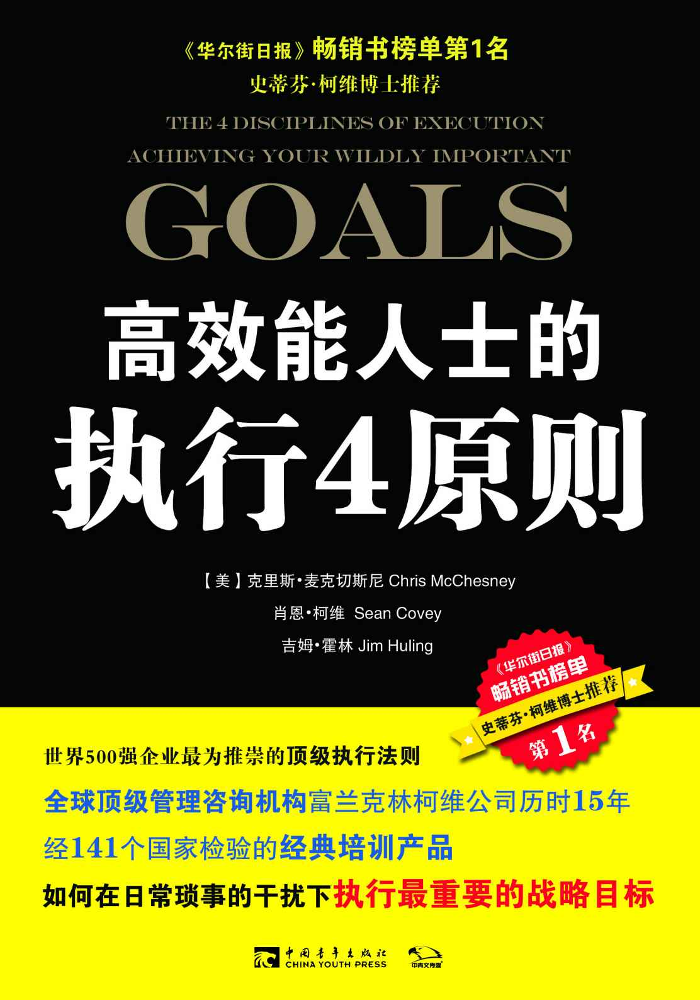 《华尔街日报》畅销书榜单第1名
史蒂芬·柯维博士推荐
THE 4 DISCIPLINES OF EXECUTION
ACHIEVING YOUR WILDLY IMPORTANT
GOALS
高效能人士的
执行4原则
【美】克里斯•麦克切斯尼 Chris McChesney
肖恩•柯维 Sean Covey
吉姆•霍林 Jim Huling
《华尔街日报》
畅销书榜单
史蒂芬•柯维博士推荐
第1名
世界500强企业最为推崇的顶级执行法则
全球顶级管理咨询机构富兰克林柯维公司历时15年
经141个国家检验的经典培训产品
如何在日常琐事的干扰下执行最重要的战略目标
中国青年出版社
CHINA YOUTH PRESS
中青文传媒